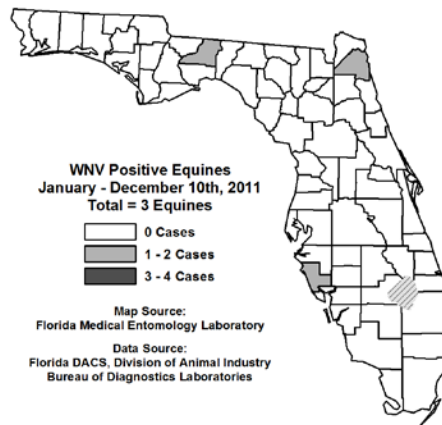 WNV Positive Equines
January - December 10th, 2011
Total = 3 Equines
0 Cases
1 - 2 Cases
3 - 4 Cases
Map Source:
Florida Medical Entomology Laboratory
Data Source:
Florida DACS, Division of Animal Industry
Bureau of Diagnostics Laboratories